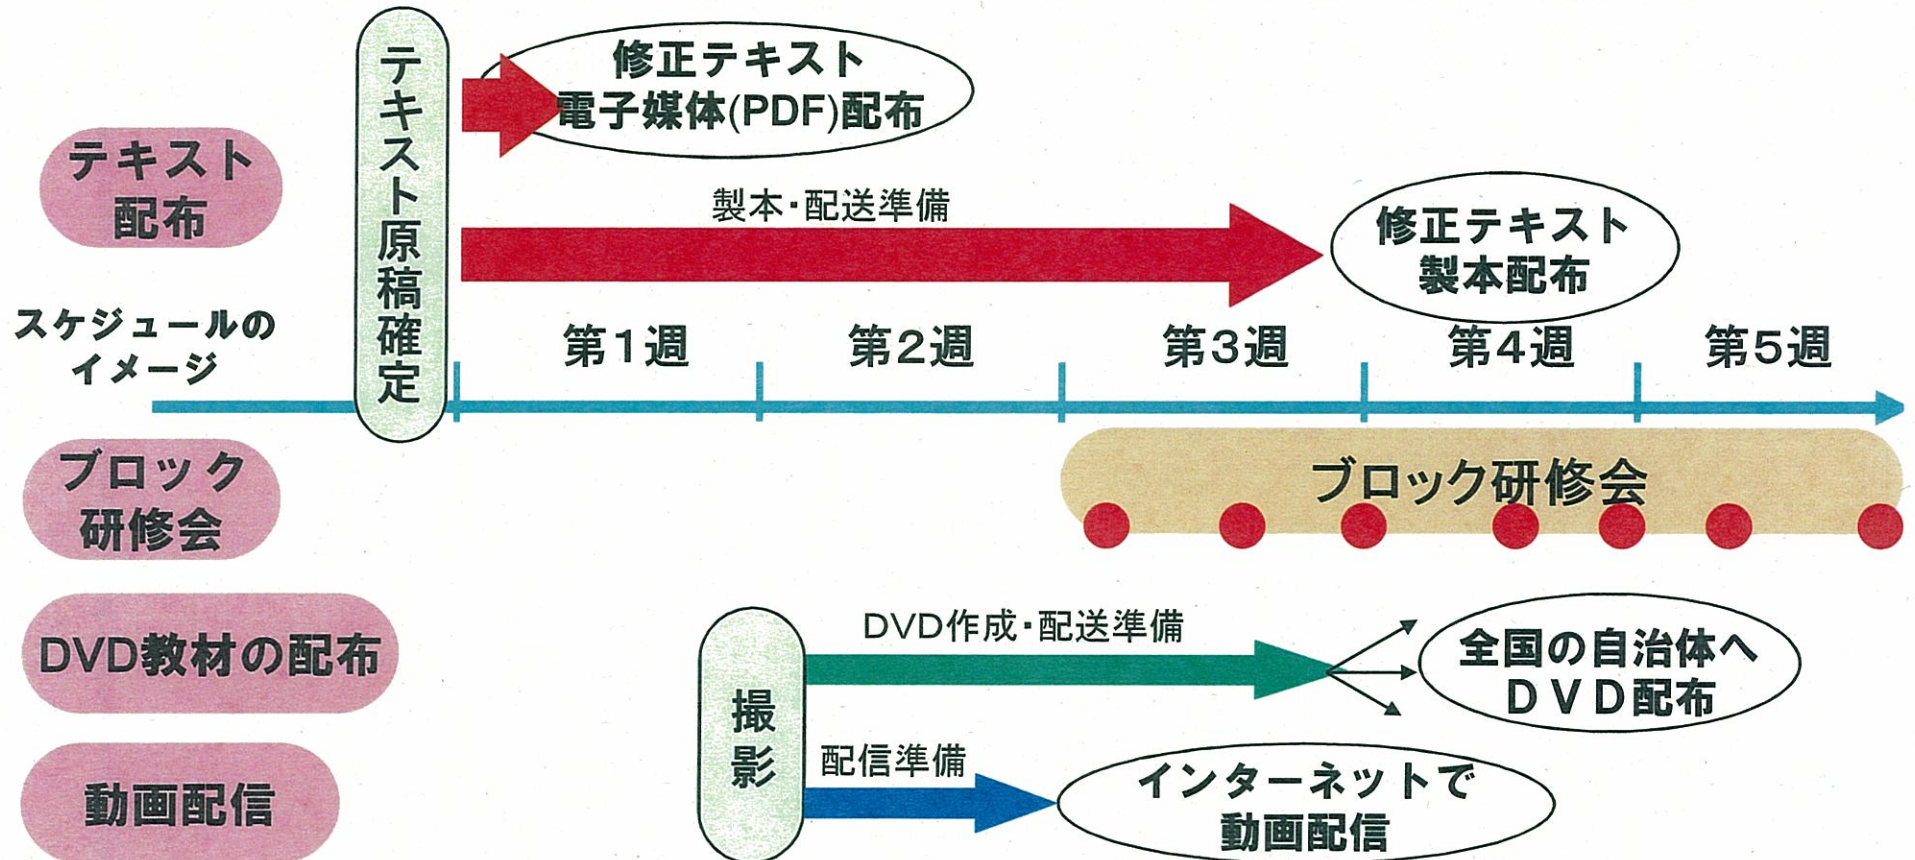 テキスト原稿確定
修正テキスト
電子媒体(PDF)配布
テキスト
配布
製本・配送準備
修正テキスト
製本配布
スケジュールの
イメージ
第1週
第2週
第3週
第4週
第5週
ブロック
研修会
ブロック研修会
DVD教材の配布
撮影
DVD作成・配送準備
全国の自治体へ
ＤＶＤ配布
動画配信
配信準備
インターネットで
動画配信